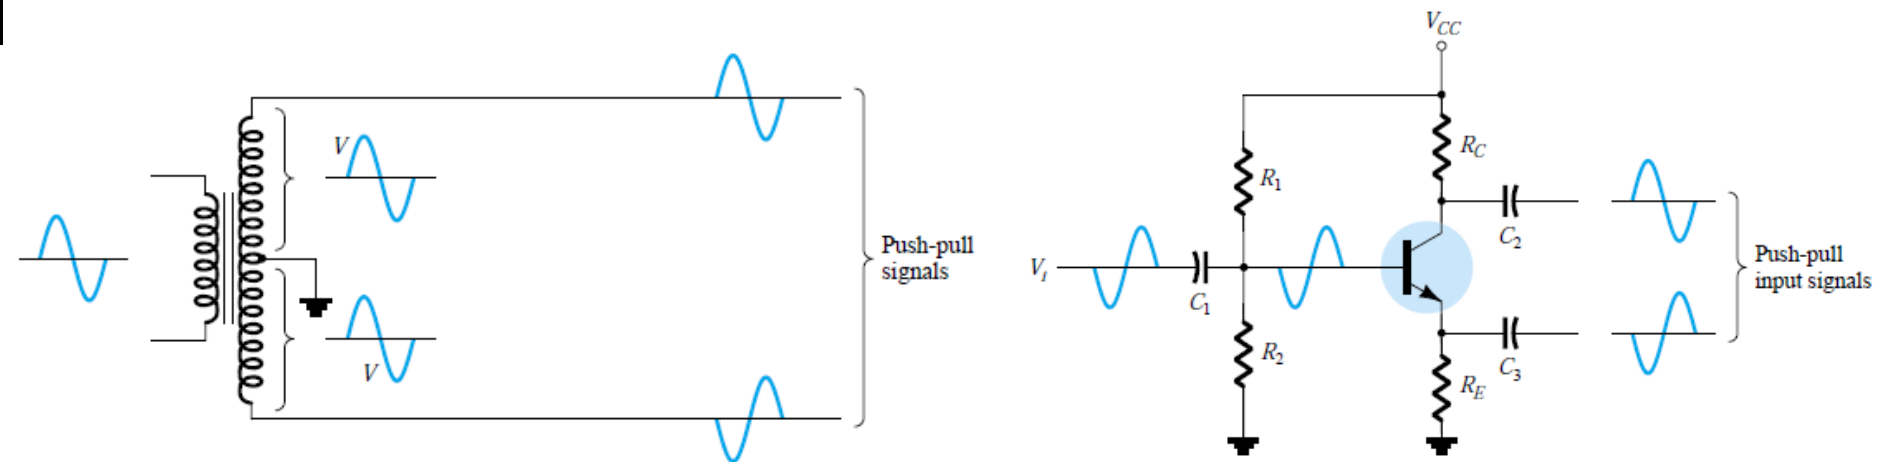 V
V
Push-pull
signals
V_CC
R_C
R_1
C_2
V_i
C_1
Push-pull
input signals
R_2
C_3
R_E